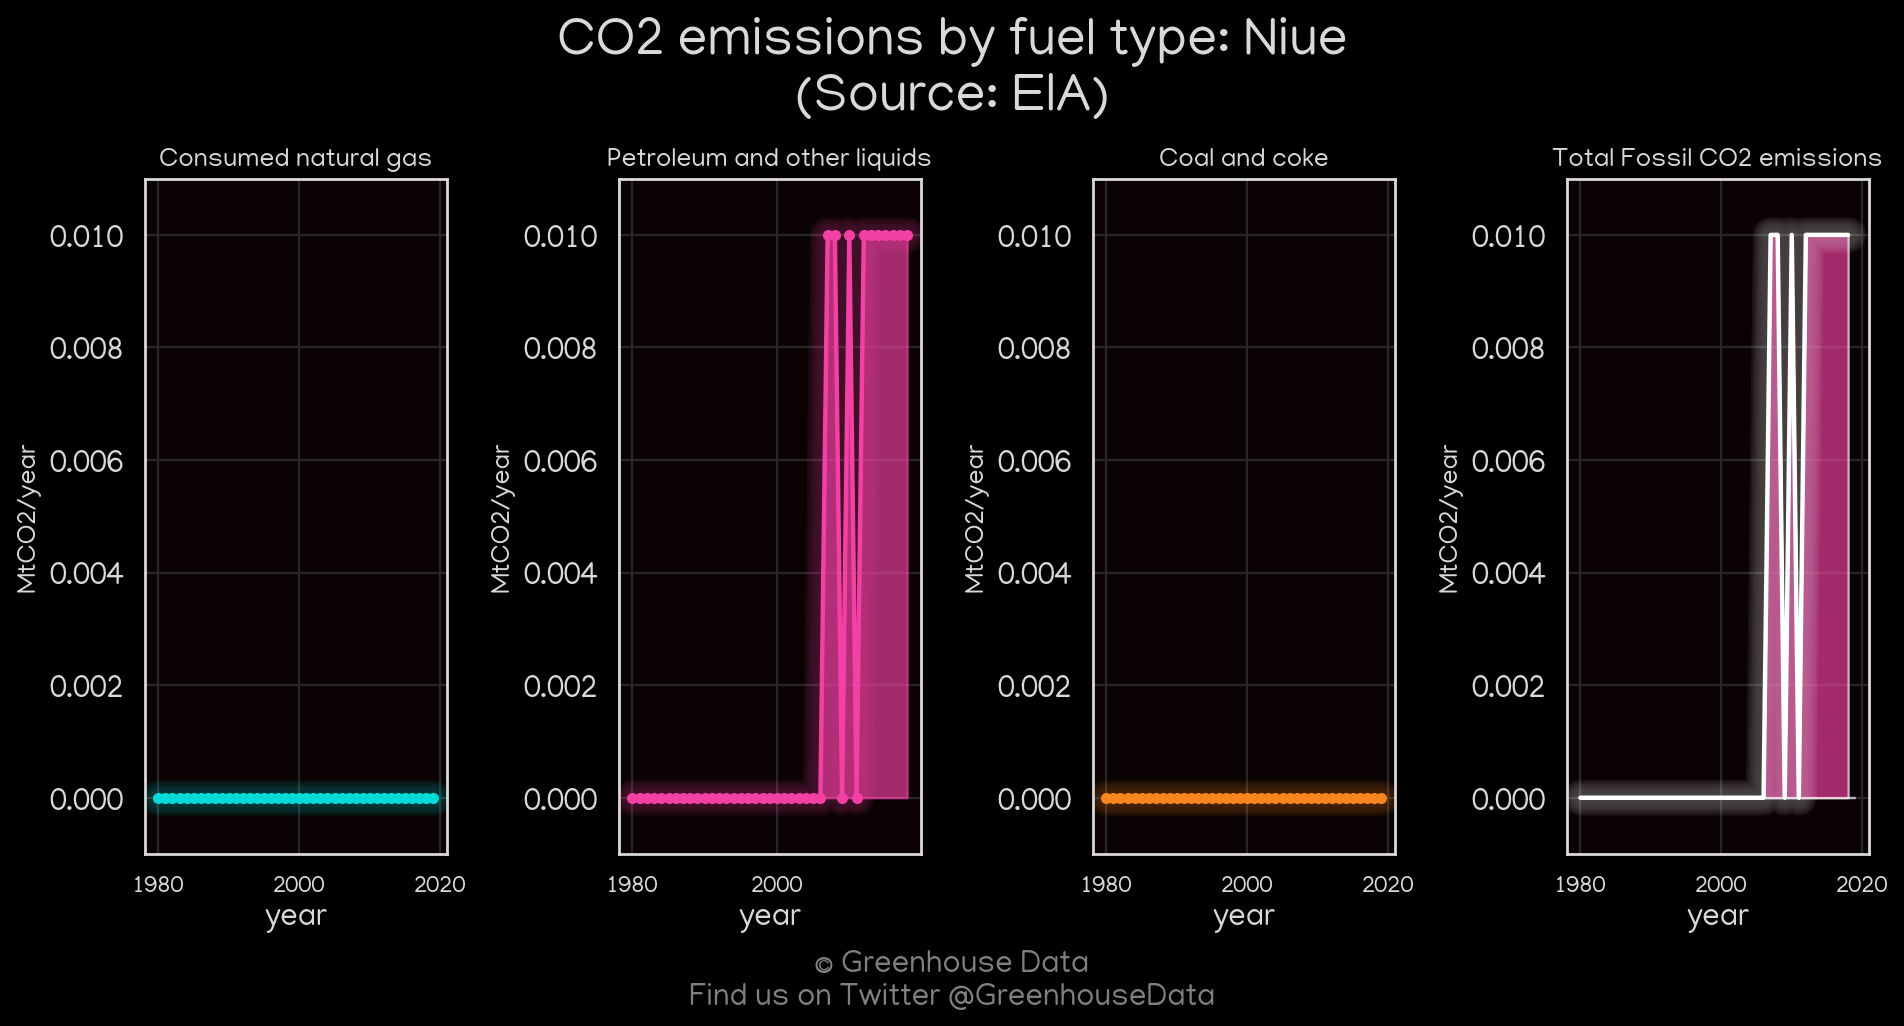 CO2 emissions by fuel type: Niue
(Source: EIA)
Consumed natural gas
Petroleum and other liquids
Coal and coke
Total Fossil CO2 emissions
MtCO2/year
0.010
0.008
0.006
0.004
0.002
0.000
1980 2000 2020
year
MtCO2/year
0.010
0.008
0.006
0.004
0.002
0.000
1980 2000
year
MtCO2/year
0.010
0.008
0.006
0.004
0.002
0.000
1980 2000 2020
year
MtCO2/year
0.010
0.008
0.006
0.004
0.002
0.000
1980 2000 2020
year
© Greenhouse Data
Find us on Twitter @GreenhouseData